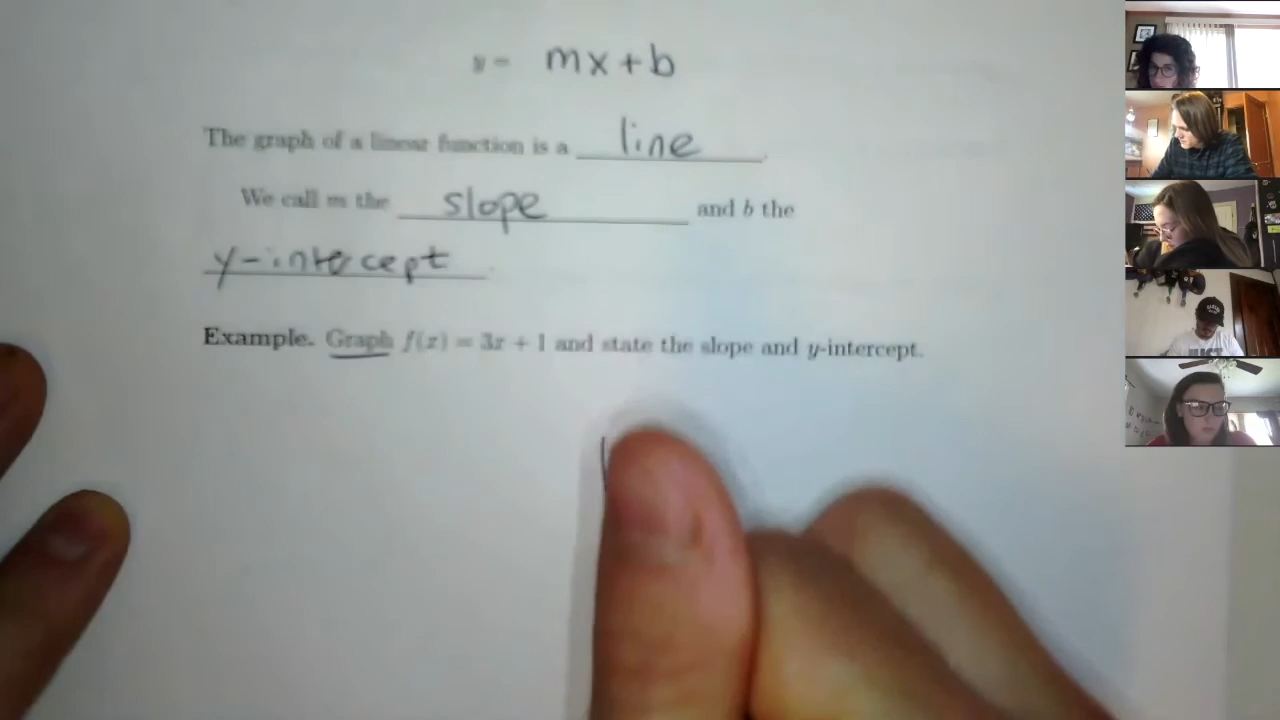 y = mx+b
The graph of a linear function is a line.
We call m the slope and b the
y-intercept.
Example. Graph f(x) = 3x + 1 and state the slope and y-intercept.